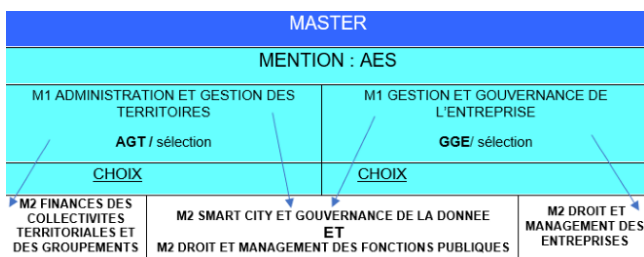 MASTER
MENTION : AES
M1 ADMINISTRATION ET GESTION DES
TERRITOIRES
AGT / sélection
M1 GESTION ET GOUVERNANCE DE
L'ENTREPRISE
GGE/ sélection
CHOIX
CHOIX
M2 FINANCES DES
COLLECTIVITES
TERRITORIALES ET
DES GROUPEMENTS
M2 SMART CITY ET GOUVERNANCE DE LA DONNEE
ET
M2 DROIT ET MANAGEMENT DES FONCTIONS PUBLIQUES
M2 DROIT ET
MANAGEMENT DES
ENTREPRISES